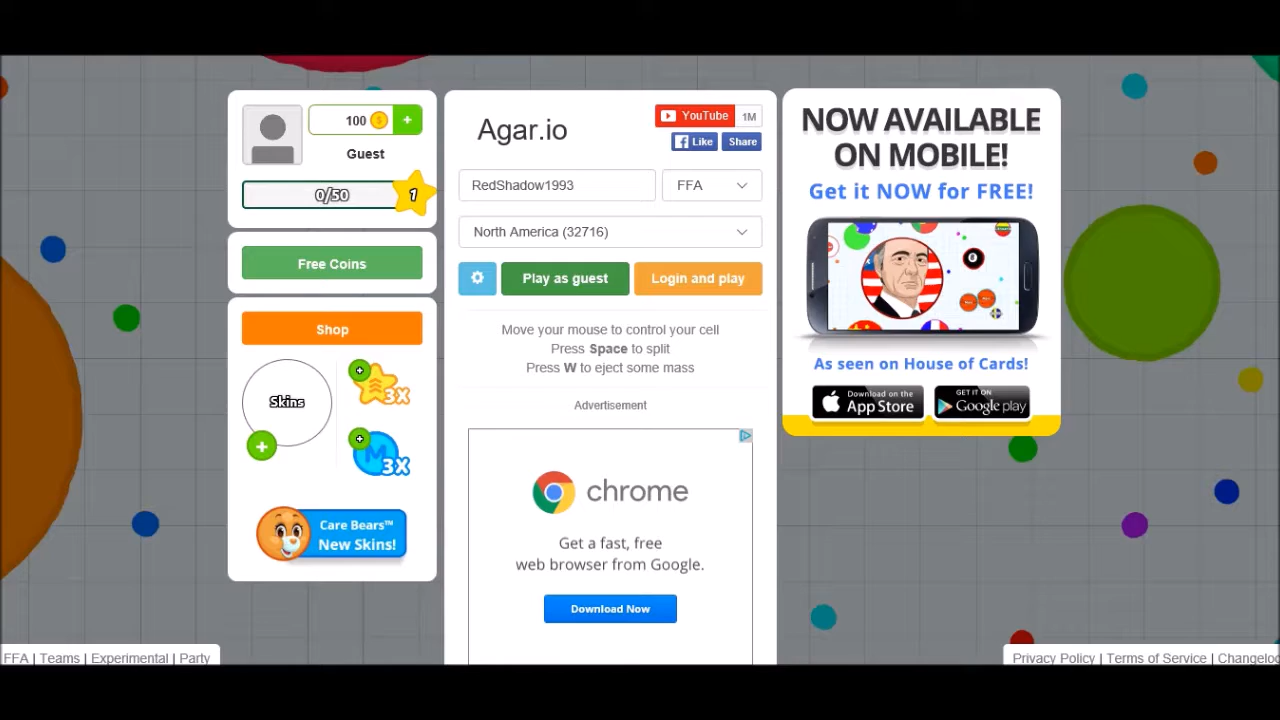 100
Guest
0/50
1
Free Coins
Shop
Skins
3X
M
3X
Care Bears™
New Skins!
Agar.io
YouTube 1M
Like Share
RedShadow1993
FFA
North America (32716)
Play as guest
Login and play
Move your mouse to control your cell
Press Space to split
Press W to eject some mass
Advertisement
chrome
Get a fast, free
web browser from Google.
Download Now
NOW AVAILABLE
ON MOBILE!
Get it NOW for FREE!
8
As seen on House of Cards!
Download on the
App Store
GET IT ON
Google play
FFA | Teams | Experimental | Party
Privacy Policy | Terms of Service | Changelog